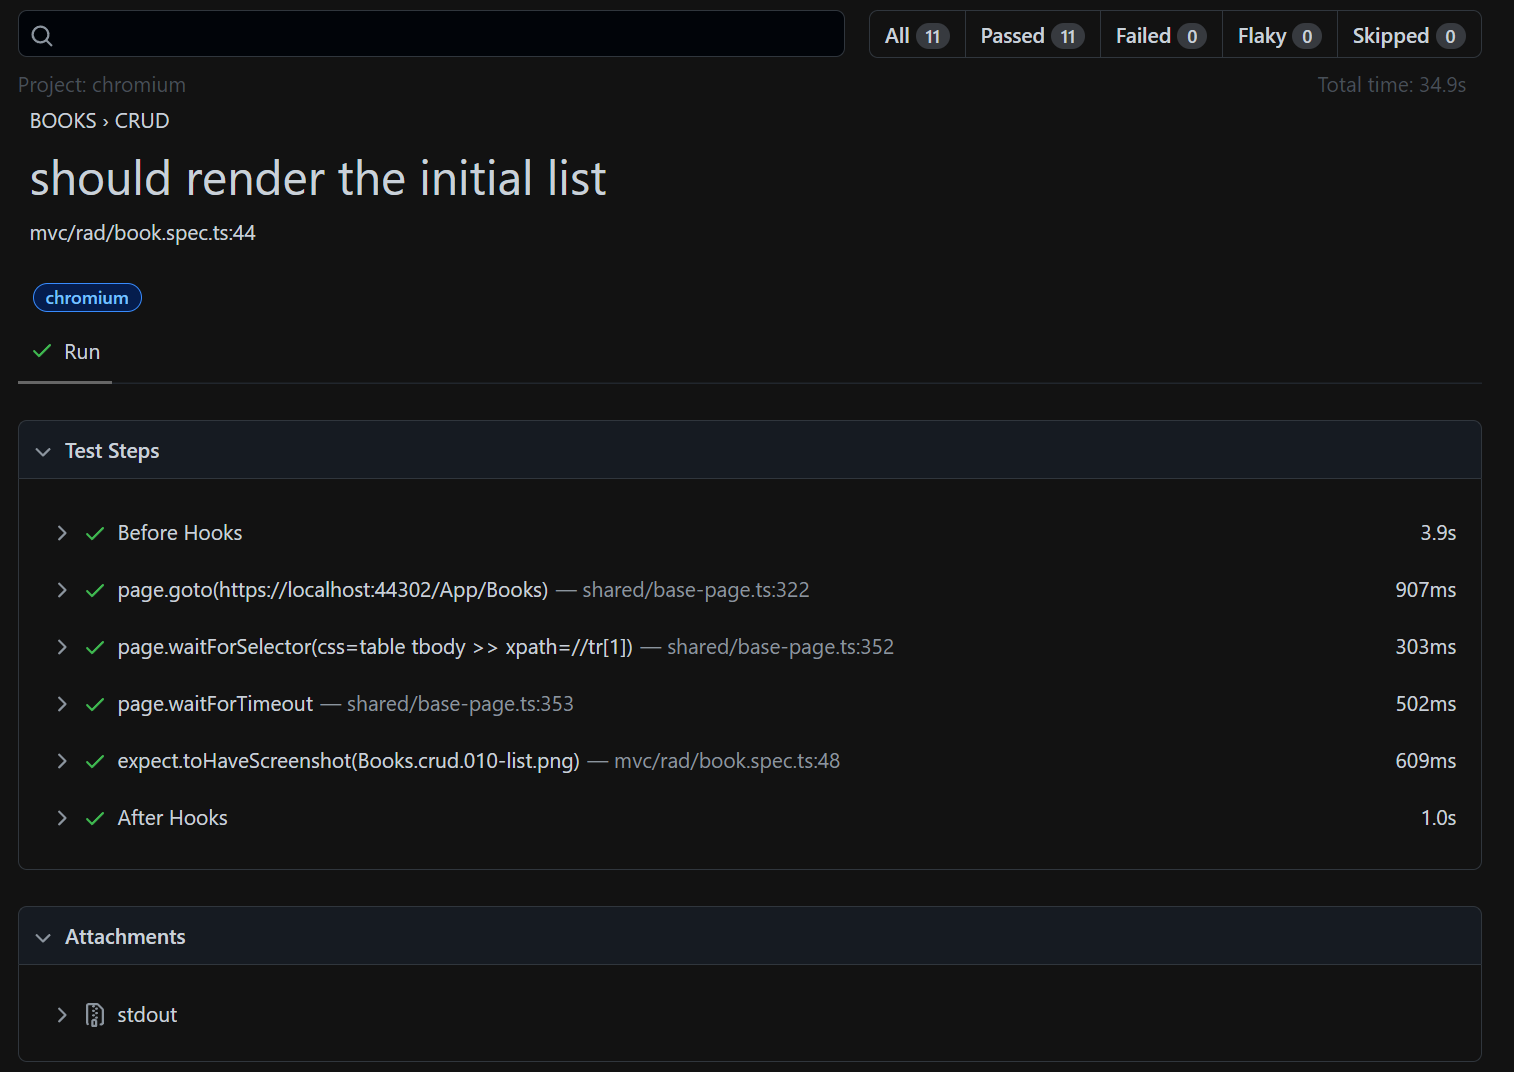 All 11 Passed 11 Failed 0 Flaky 0 Skipped 0
Project: chromium Total time: 34.9s
BOOKS › CRUD
should render the initial list
mvc/rad/book.spec.ts:44
chromium
Run
Test Steps
Before Hooks 3.9s
page.goto(https://localhost:44302/App/Books) — shared/base-page.ts:322 907ms
page.waitForSelector(css=table tbody >> xpath=//tr[1]) — shared/base-page.ts:352 303ms
page.waitForTimeout — shared/base-page.ts:353 502ms
expect.toHaveScreenshot(Books.crud.010-list.png) — mvc/rad/book.spec.ts:48 609ms
After Hooks 1.0s
Attachments
stdout